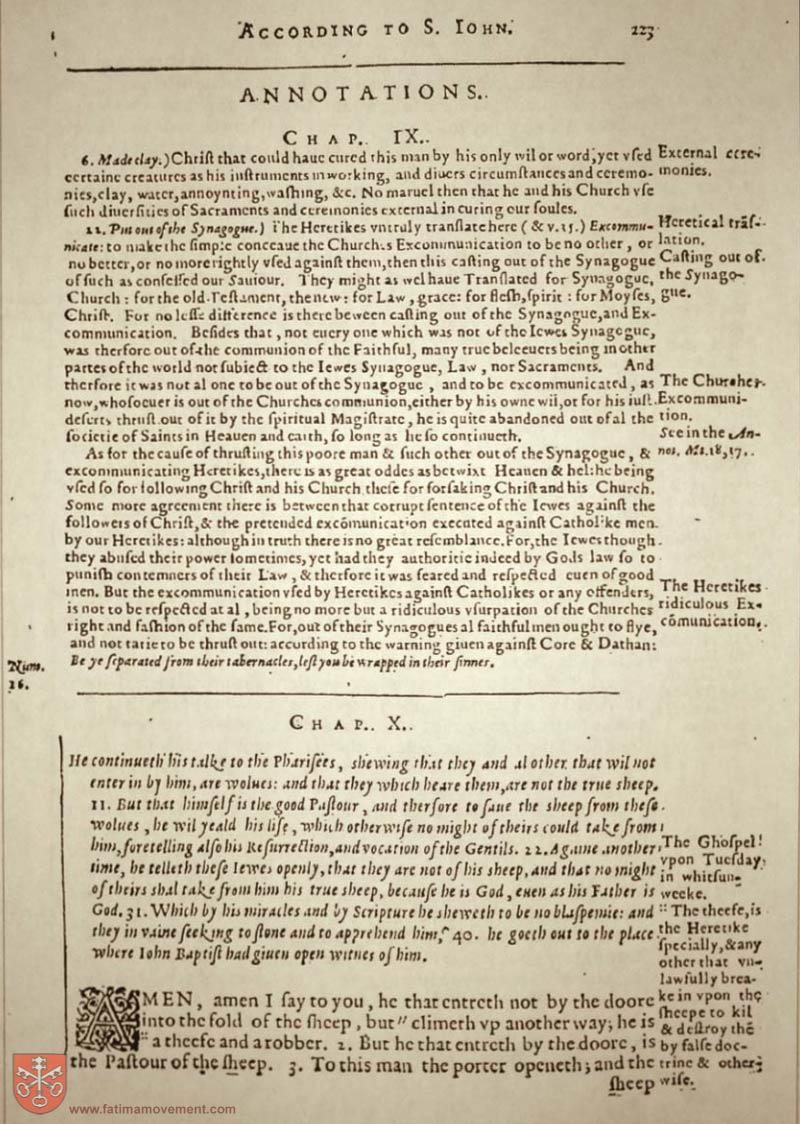 ACCORDING TO S. IOHN. 223
ANNOTATIONS.
CHAP. IX.
6. Made clay.) Chriſt that could haue cured this man by his only wil or word, yet vſed
certaine creatures as his inſtruments in working, and diuers circumſtances and ceremo-
nies, clay, water, annoynting, waſhing, &c. No maruel then that he and his Church vſe
ſuch diuerſities of Sacraments and ceremonies external in curing our ſoules.
External cere-
monies.
22. Put out of the Synagogue.) The Heretikes vntruly tranſlate here (& v.35.) Excommu-
nicate: to make the ſimple conceaue the Churches Excommunication to be no other, or
no better, or no more rightly vſed againſt them, then this caſting out of the Synagogue
of ſuch as confeſſed our Sauiour. They might as wel haue Tranſlated for Synagogue,
Church: for the old Teſtament, the new: for Law, grace: for fleſh, ſpirit: for Moyſes,
Chriſt. For no leſſe difference is there beween caſting out of the Synagogue, and Ex-
communication. Beſides that, not euery one which was not of the Iewes Synagogue,
was therfore out of the communion of the Faithful, many true beleeuers being in other
partes of the world not ſubiect to the Iewes Synagogue, Law, nor Sacraments. And
therfore it was not al one to be out of the Synagogue, and to be excommunicated, as
now, whoſoeuer is out of the Churches communion, either by his owne wil, or for his iuſt
deſerts thruſt out of it by the ſpiritual Magiſtrate, he is quite abandoned out of al the
ſocietie of Saints in Heauen and earth, ſo long as he ſo continueth.
Heretical traſ-
lation.
Caſting out of
the Synago-
gue.
The Churches
Excommuni-
tion.
See in the An-
not. Mt. 18, 17.
As for the cauſe of thruſting this poore man & ſuch other out of the Synagogue, &
excommunicating Heretikes, there is as great oddes as betwixt Heauen & hel: he being
vſed ſo for following Chriſt and his Church, theſe for forſaking Chriſt and his Church.
Some more agreement there is between that corrupt ſentence of the Iewes againſt the
followers of Chriſt, & the pretended excōmunication executed againſt Catholike men
by our Heretikes: although in truth there is no great reſemblance. For, the Iewes though
they abuſed their power ſometimes, yet had they authoritie indeed by Gods law ſo to
puniſh contemners of their Law, & therfore it was feared and reſpected euen of good
men. But the excommunication vſed by Heretikes againſt Catholikes or any offenders,
is not to be reſpected at al, being no more but a ridiculous vſurpation of the Churches
right and faſhion of the ſame. For, out of their Synagogues al faithful men ought to flye,
and not tarie to be thruſt out: according to the warning giuen againſt Core & Dathan:
Be ye ſeparated from their tabernacles, leſt you be wrapped in their ſinnes.
The Heretikes
ridiculous Ex-
cōmunication.
Num.
16.
CHAP. X.
He continueth his talke to the Phariſees, shewing that they and al other that wil not
enter in by him, are wolues: and that they which heare them, are not the true sheep.
11. But that himſelf is the good Paſtour, and therfore to ſaue the sheep from theſe
wolues, he wil yeald his life, which otherwiſe no might of theirs could take from
him, foretelling alſo his Reſurrection, and vocation of the Gentils. 22. Againe another
time, he telleth theſe Iewes openly, that they are not of his sheep, and that no might
of theirs shal take from him his true sheep, becauſe he is God, euen as his Father is
God. 31. Which by his miracles and by Scripture he sheweth to be no blaſpemie: and
they in vaine ſeeking to ſtone and to apprehend him, 40. he goeth out to the place
where Iohn Baptiſt had giuen open witnes of him.
The Ghoſpel
vpon Tueſday
in whitſun-
weeke.
AMEN, amen I ſay to you, he that entreth not by the doore
into the fold of the ſheep, but " climeth vp another way; he is
:: a theefe and a robber. 2. But he that entreth by the doore, is
the Paſtour of the ſheep. 3. To this man the porter openeth; and the
ſheep
:: The theefe, is
the Heretike
ſpecially, & any
other that vn-
lawfully brea-
ke in vpon the
ſheepe to kil
& deſtroy thē
by falſe doc-
trine & other-
wiſe.
www.fatimamovement.com